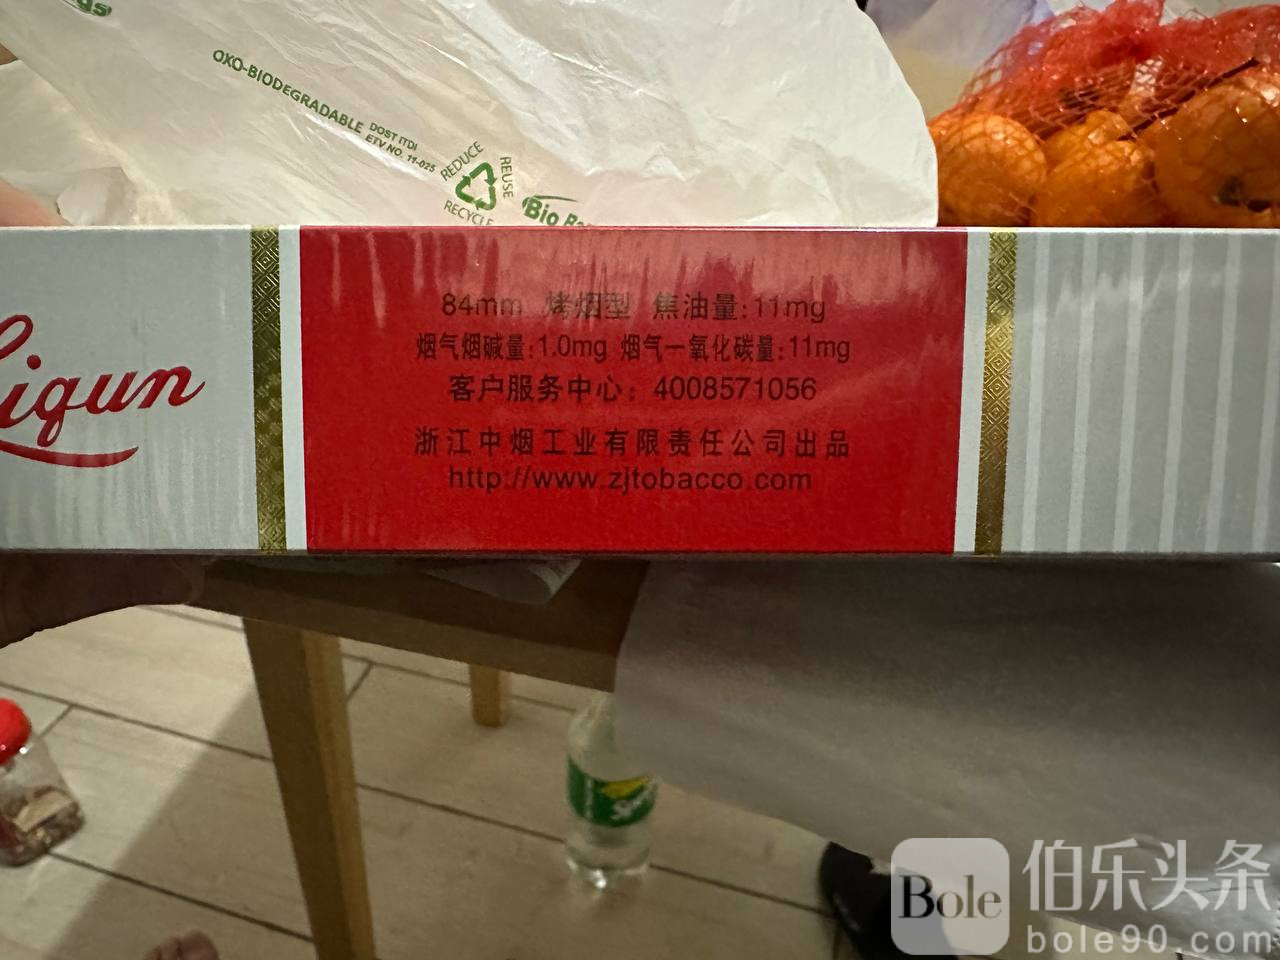 OXO-BIODEGRADABLE
DOST ITDI
ETV NO. 11-025
REDUCE
REUSE
RECYCLE
Bio
Liqun
84mm 烤烟型 焦油量:11mg
烟气烟碱量:1.0mg 烟气一氧化碳量:11mg
客户服务中心：4008571056
浙江中烟工业有限责任公司出品
http://www.zjtobacco.com
Bole
伯乐头条
bole90.com